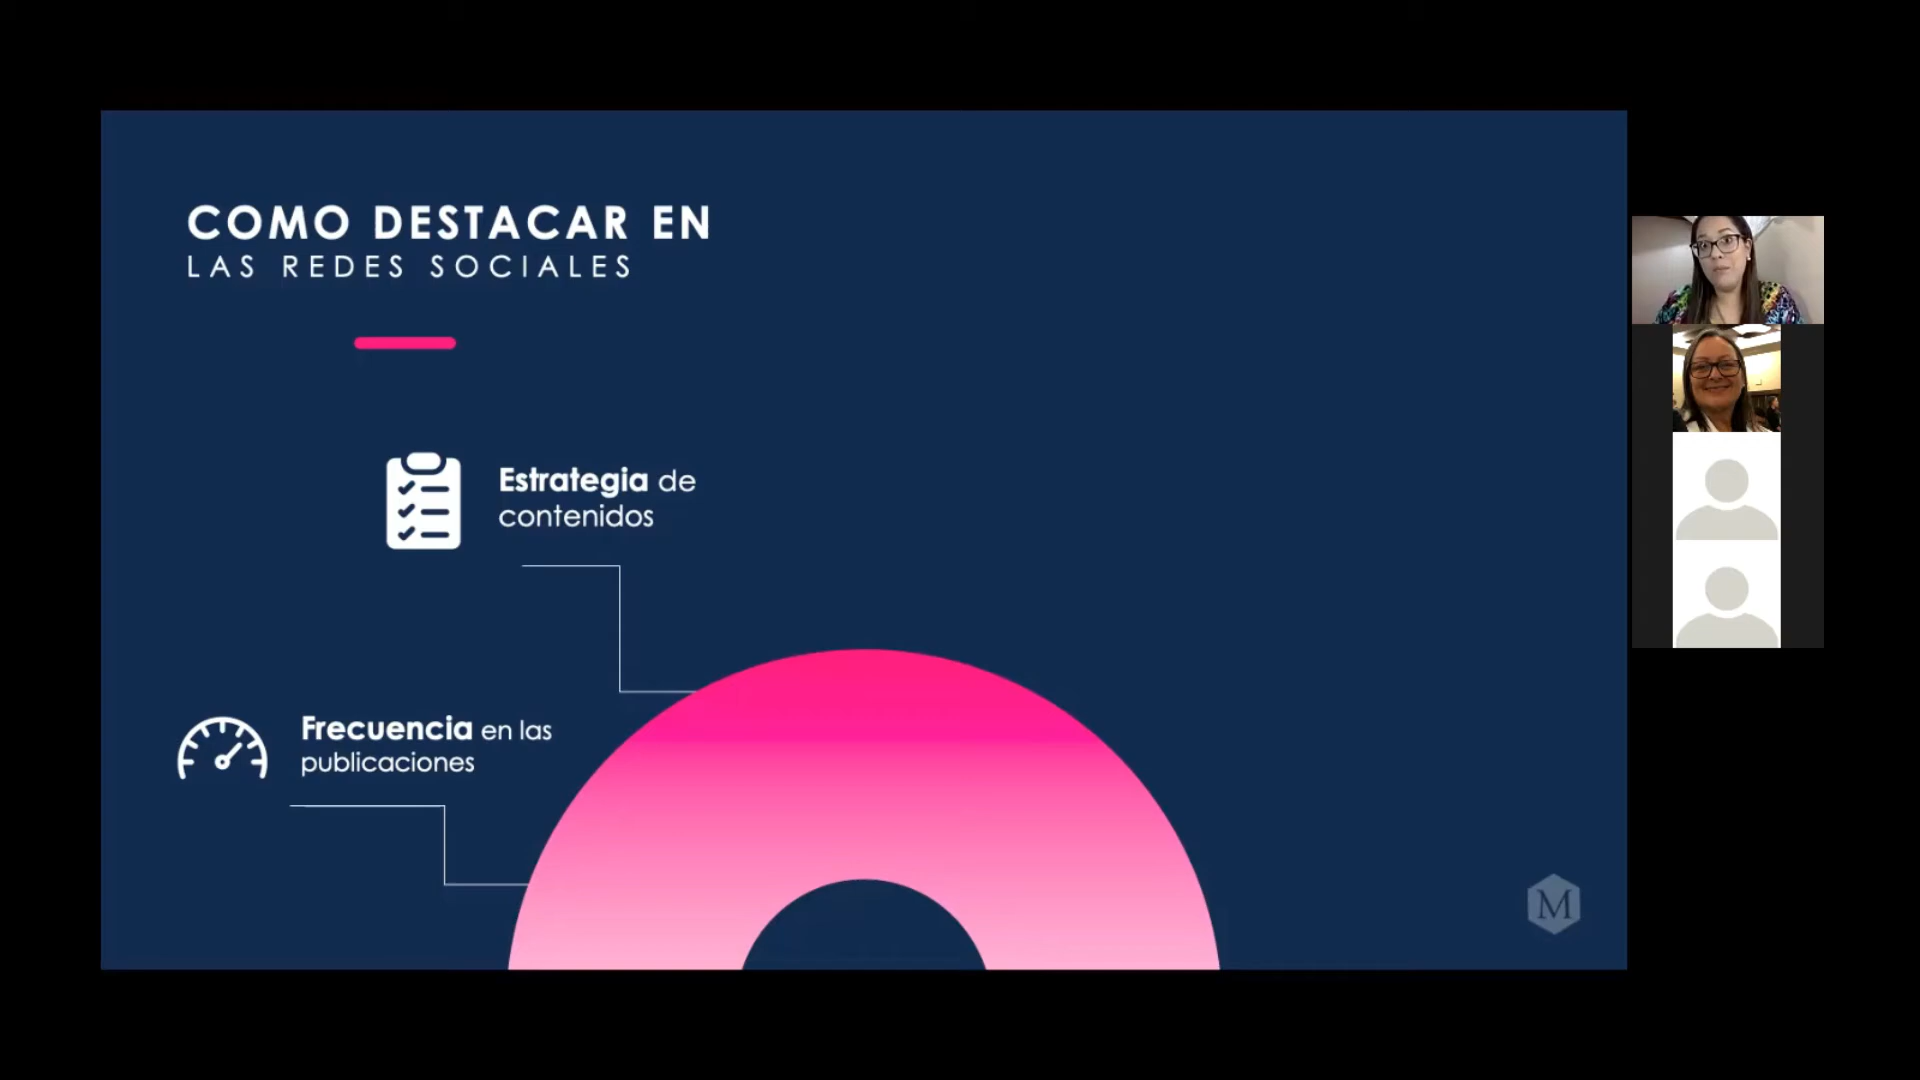 COMO DESTACAR EN
LAS REDES SOCIALES
Estrategia de
contenidos
Frecuencia en las
publicaciones
M